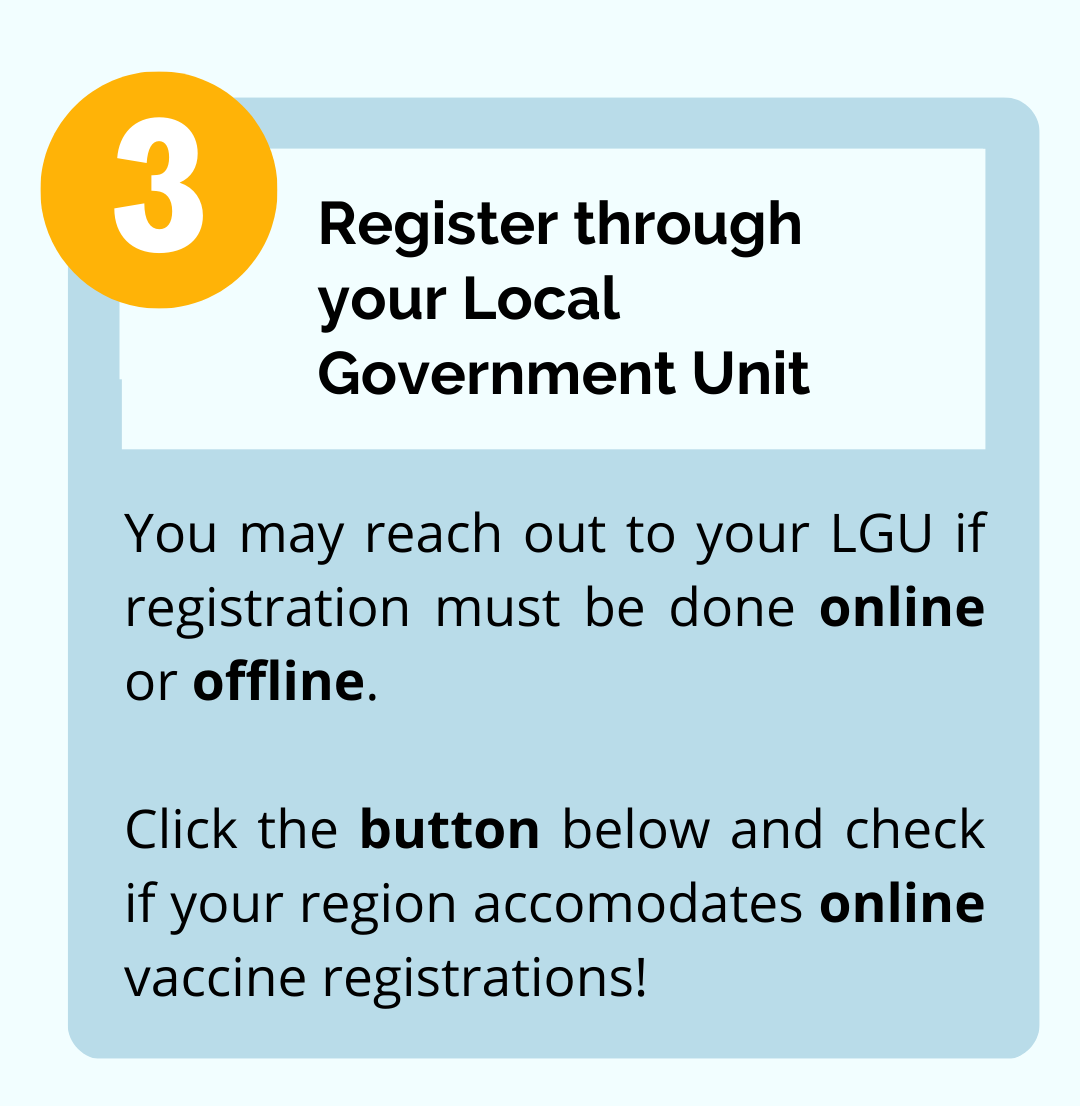 3
Register through
your Local
Government Unit
You may reach out to your LGU if
registration must be done online
or offline.
Click the button below and check
if your region accomodates online
vaccine registrations!